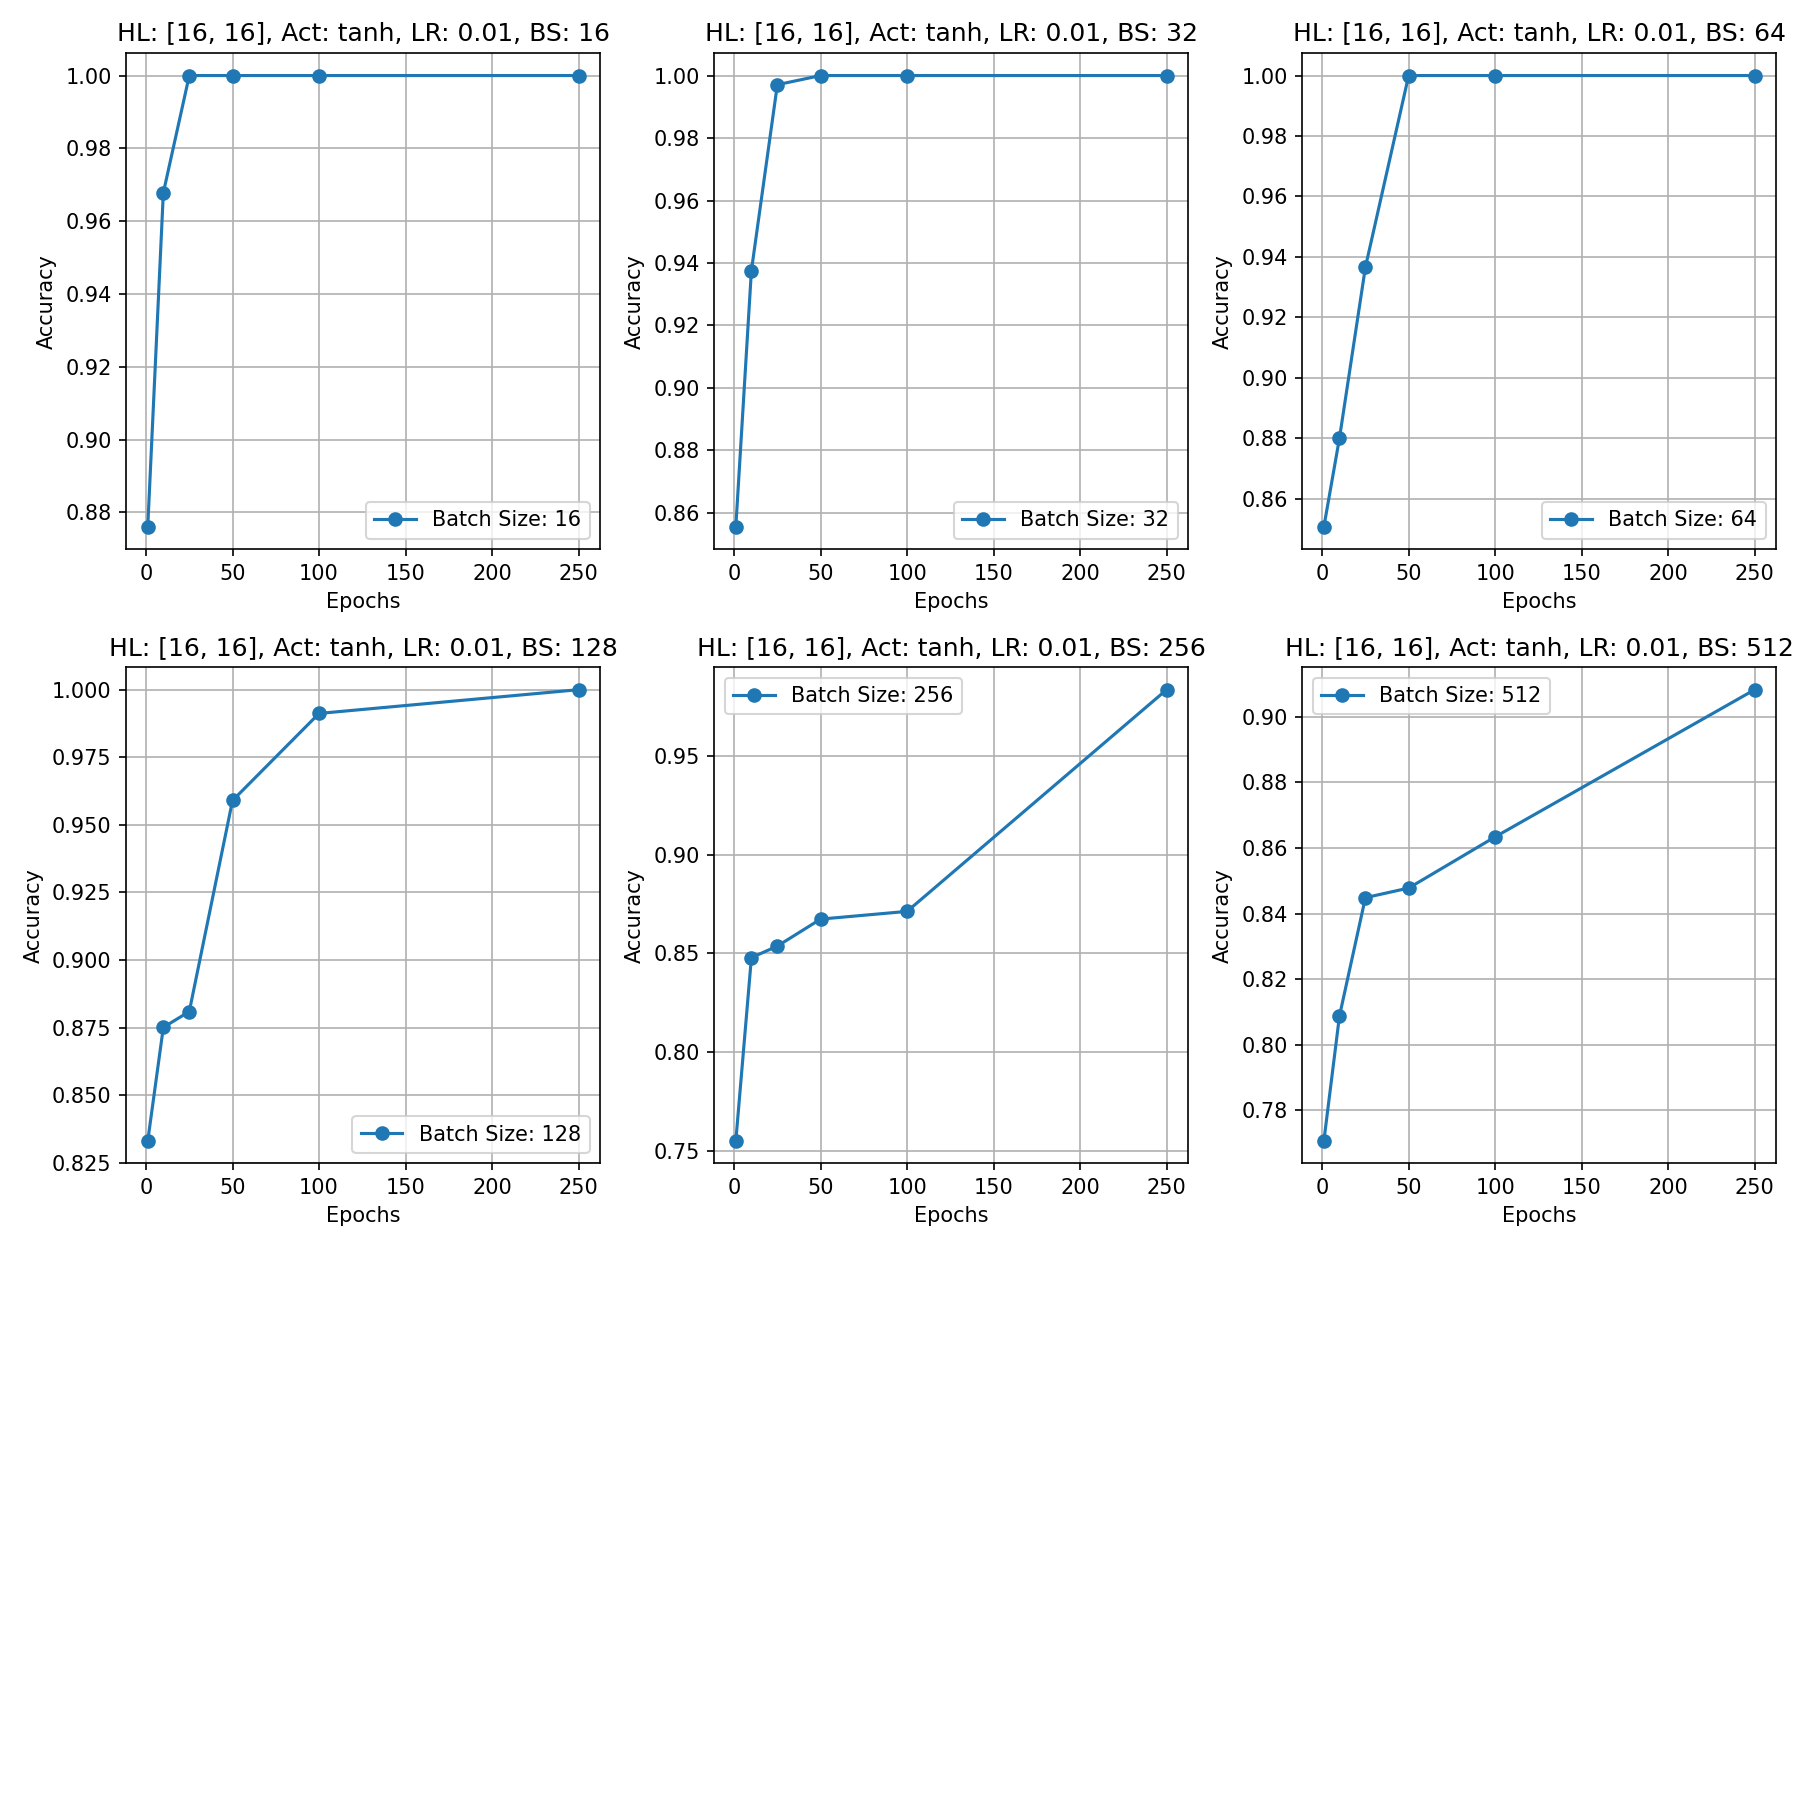 HL: [16, 16], Act: tanh, LR: 0.01, BS: 16
1.00
0.98
0.96
0.94
0.92
0.90
0.88
Accuracy
Batch Size: 16
0 50 100 150 200 250
Epochs
HL: [16, 16], Act: tanh, LR: 0.01, BS: 32
1.00
0.98
0.96
0.94
0.92
0.90
0.88
0.86
Accuracy
Batch Size: 32
0 50 100 150 200 250
Epochs
HL: [16, 16], Act: tanh, LR: 0.01, BS: 64
1.00
0.98
0.96
0.94
0.92
0.90
0.88
0.86
Accuracy
Batch Size: 64
0 50 100 150 200 250
Epochs
HL: [16, 16], Act: tanh, LR: 0.01, BS: 128
1.000
0.975
0.950
0.925
0.900
0.875
0.850
0.825
Accuracy
Batch Size: 128
0 50 100 150 200 250
Epochs
HL: [16, 16], Act: tanh, LR: 0.01, BS: 256
Batch Size: 256
0.95
0.90
0.85
0.80
0.75
Accuracy
0 50 100 150 200 250
Epochs
HL: [16, 16], Act: tanh, LR: 0.01, BS: 512
Batch Size: 512
0.90
0.88
0.86
0.84
0.82
0.80
0.78
Accuracy
0 50 100 150 200 250
Epochs